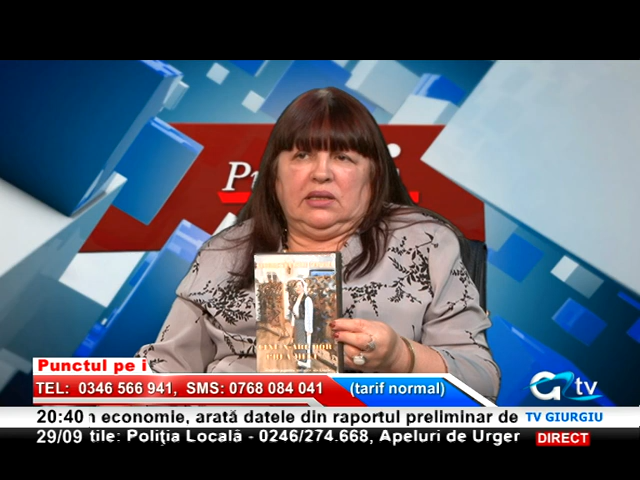 Pu i
Punctul pe i
TEL: 0346 566 941, SMS: 0768 084 041 (tarif normal)
G tv
20:40 n economie, arată datele din raportul preliminar de TV GIURGIU
29/09 tile: Poliţia Locală - 0246/274.668, Apeluri de Urger DIRECT